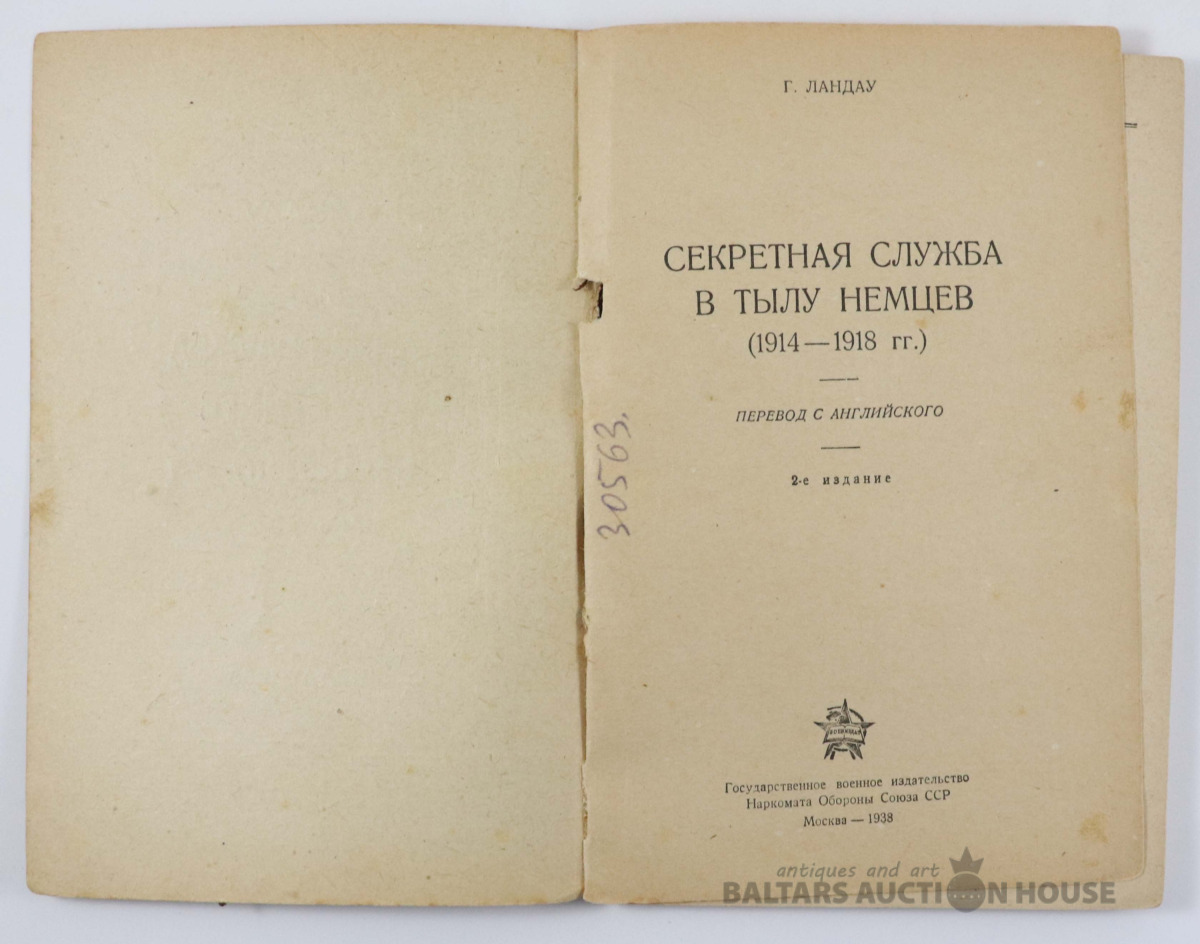 Г. ЛАНДАУ
СЕКРЕТНАЯ СЛУЖБА
В ТЫЛУ НЕМЦЕВ
(1914—1918 гг.)
ПЕРЕВОД С АНГЛИЙСКОГО
2-е издание
30563.
Государственное военное издательство
Наркомата Обороны Союза ССР
Москва — 1938
antiques and art
BALTARS AUCTION HOUSE